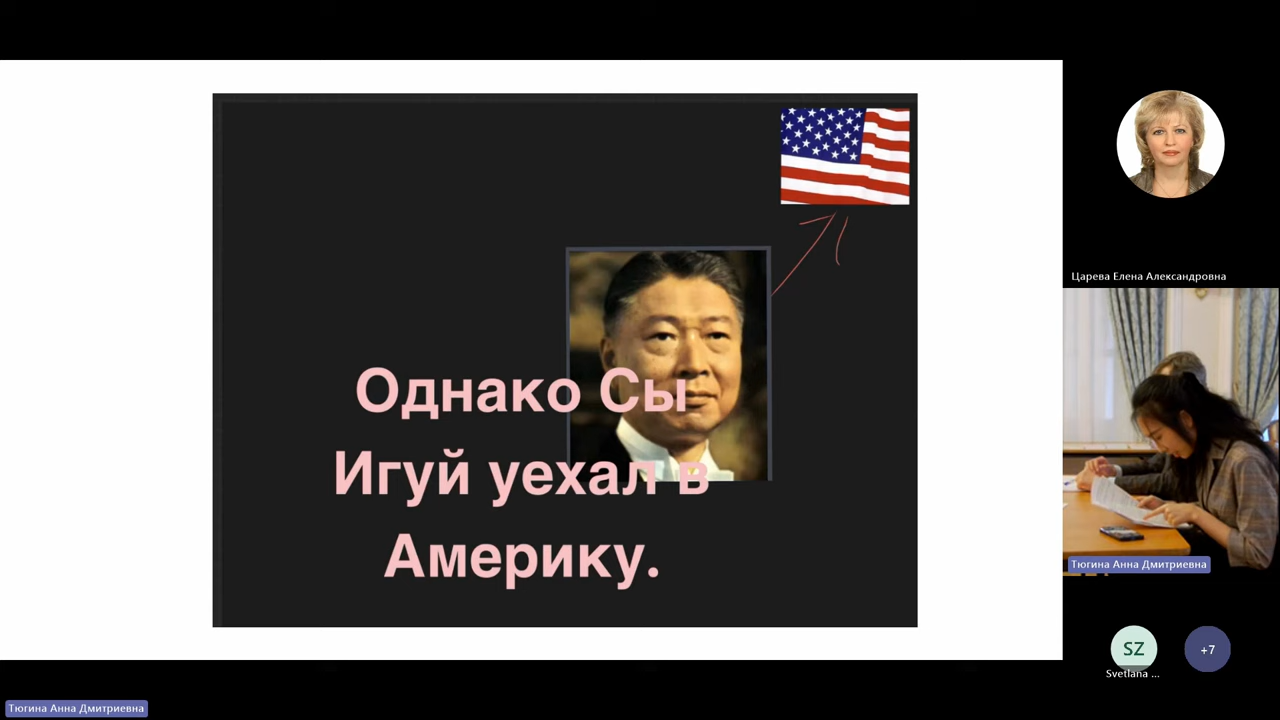 Однако Сы
Игуй уехал в
Америку.
Царева Елена Александровна
Тюгина Анна Дмитриевна
SZ
Svetlana ...
+7
Тюгина Анна Дмитриевна